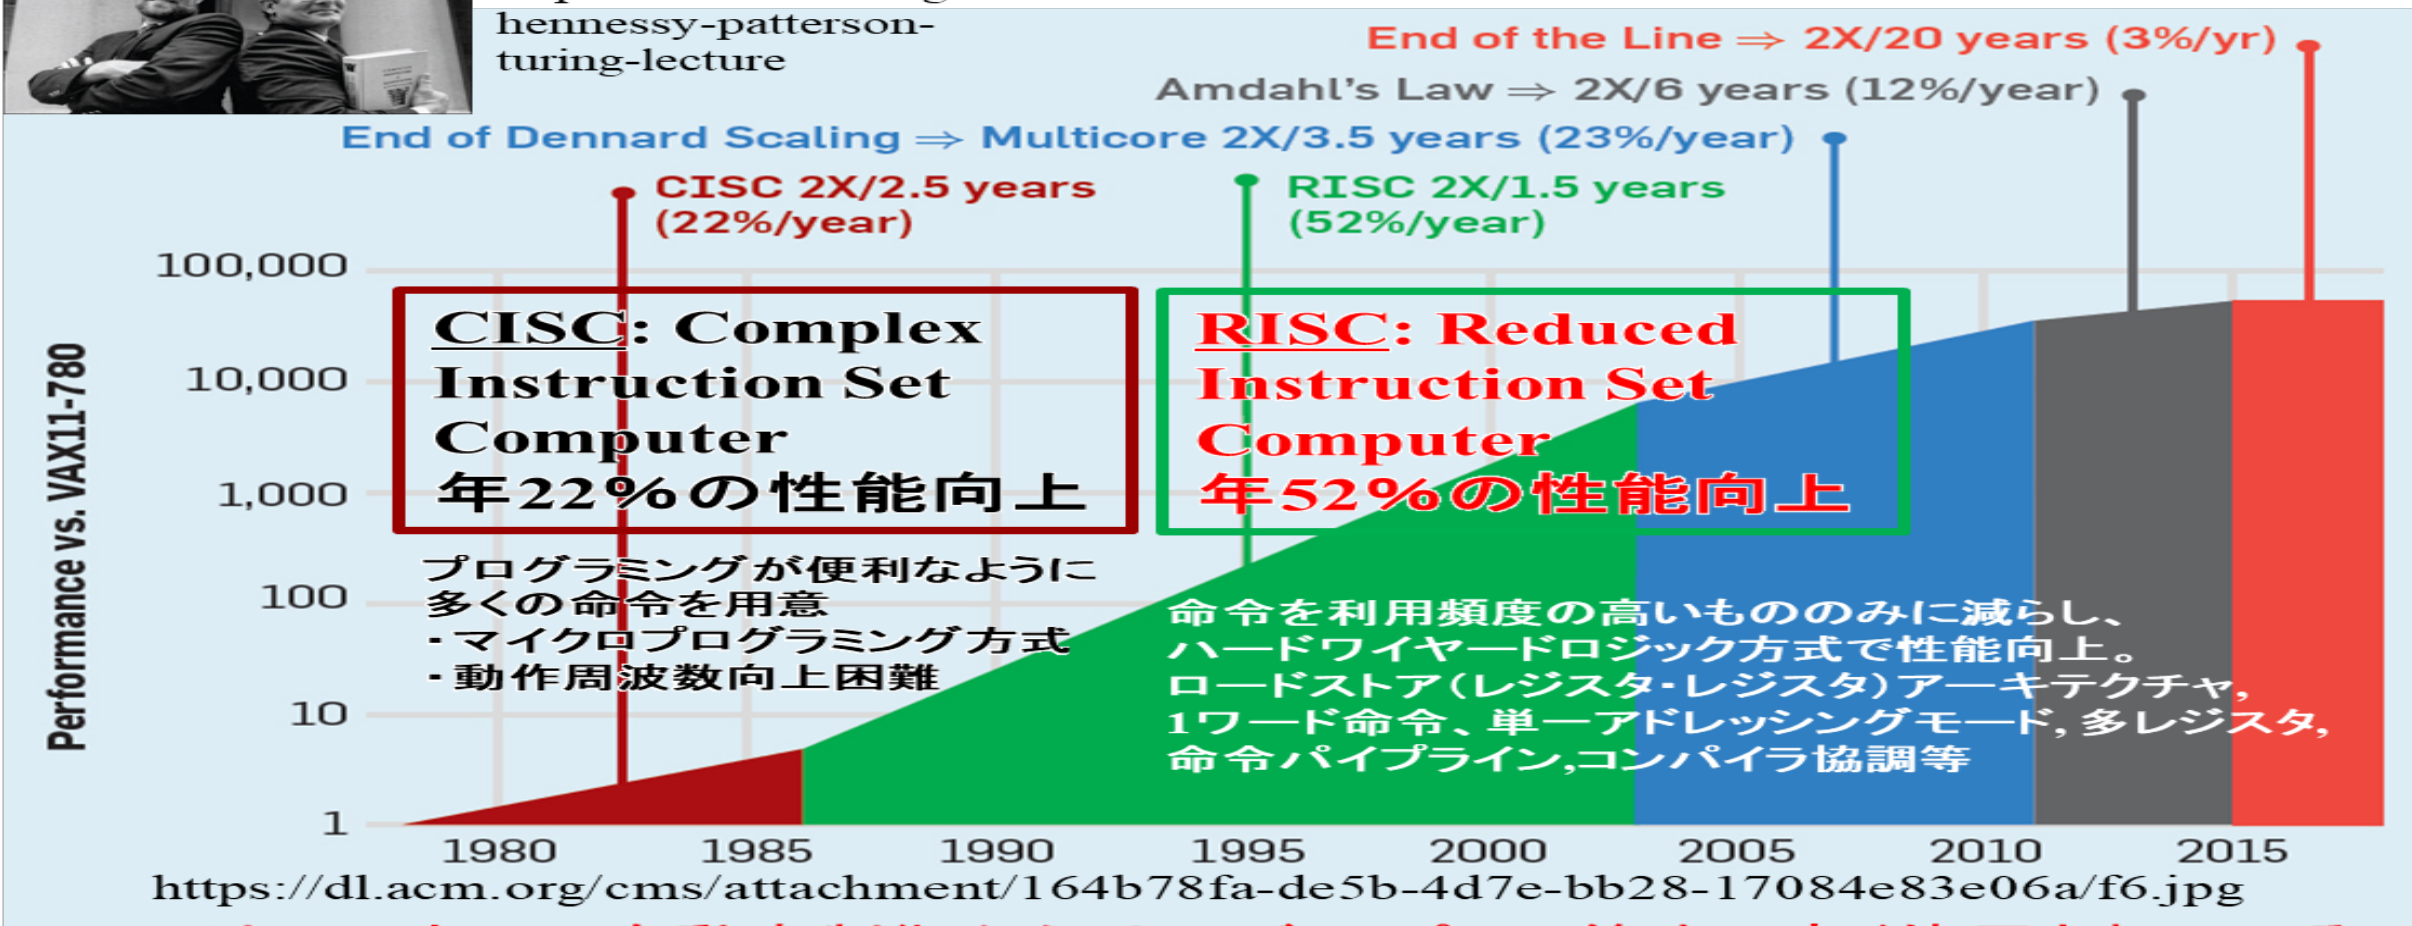 hennessy-patterson-
turing-lecture
End of the Line ⇒ 2X/20 years (3%/yr)
Amdahl's Law ⇒ 2X/6 years (12%/year)
End of Dennard Scaling ⇒ Multicore 2X/3.5 years (23%/year)
CISC 2X/2.5 years
(22%/year)
RISC 2X/1.5 years
(52%/year)
Performance vs. VAX11-780
100,000
10,000
1,000
100
10
1
CISC: Complex
Instruction Set
Computer
年22%の性能向上
プログラミングが便利なように
多くの命令を用意
・マイクロプログラミング方式
・動作周波数向上困難
RISC: Reduced
Instruction Set
Computer
年52%の性能向上
命令を利用頻度の高いもののみに減らし、
ハードワイヤードロジック方式で性能向上。
ロードストア(レジスタ・レジスタ)アーキテクチャ,
1ワード命令、単一アドレッシングモード, 多レジスタ,
命令パイプライン,コンパイラ協調等
1980 1985 1990 1995 2000 2005 2010 2015
https://dl.acm.org/cms/attachment/164b78fa-de5b-4d7e-bb28-17084e83e06a/f6.jpg